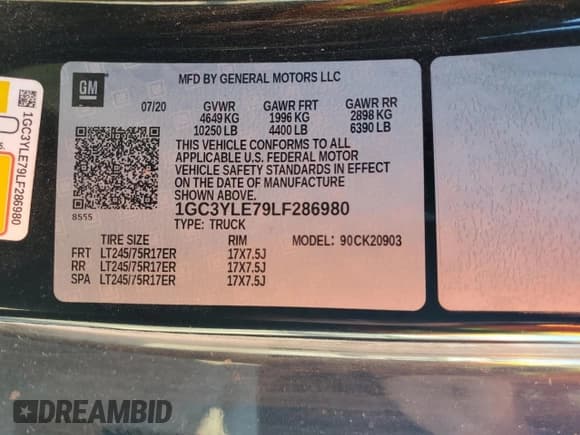 GM
MFD BY GENERAL MOTORS LLC
07/20 GVWR GAWR FRT GAWR RR
4649 KG 1996 KG 2898 KG
10250 LB 4400 LB 6390 LB
THIS VEHICLE CONFORMS TO ALL
APPLICABLE U.S. FEDERAL MOTOR
VEHICLE SAFETY STANDARDS IN EFFECT
ON THE DATE OF MANUFACTURE
SHOWN ABOVE.
8555
1GC3YLE79LF286980
TYPE: TRUCK
TIRE SIZE RIM MODEL: 90CK20903
FRT LT245/75R17ER 17X7.5J
RR LT245/75R17ER 17X7.5J
SPA LT245/75R17ER 17X7.5J
1GC3YLE79LF286980
DREAMBID